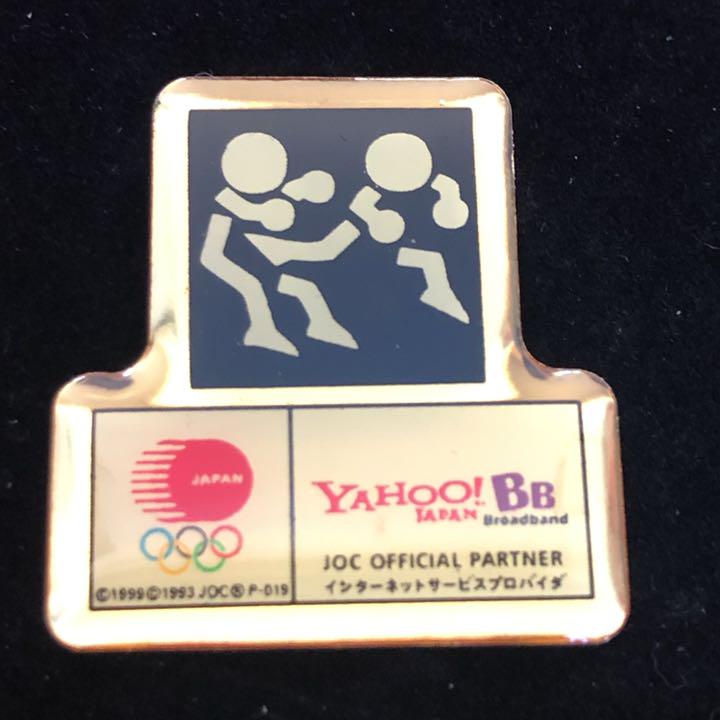 JAPAN
©1999©1993 JOC® P-019
YAHOO! BB
JAPAN Broadband
JOC OFFICIAL PARTNER
インターネットサービスプロバイダ